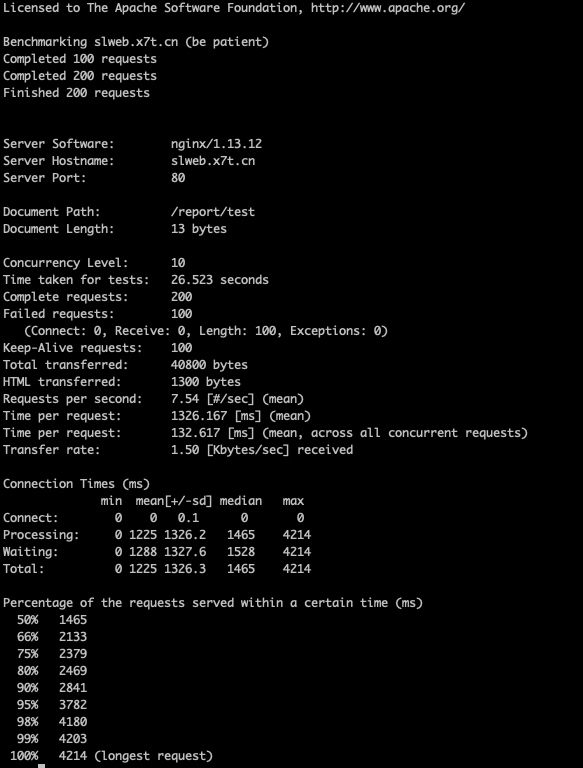 Licensed to The Apache Software Foundation, http://www.apache.org/
Benchmarking slweb.x7t.cn (be patient)
Completed 100 requests
Completed 200 requests
Finished 200 requests
Server Software:        nginx/1.13.12
Server Hostname:        slweb.x7t.cn
Server Port:            80
Document Path:          /report/test
Document Length:        13 bytes
Concurrency Level:      10
Time taken for tests:   26.523 seconds
Complete requests:      200
Failed requests:        100
   (Connect: 0, Receive: 0, Length: 100, Exceptions: 0)
Keep-Alive requests:    100
Total transferred:      40800 bytes
HTML transferred:       1300 bytes
Requests per second:    7.54 [#/sec] (mean)
Time per request:       1326.167 [ms] (mean)
Time per request:       132.617 [ms] (mean, across all concurrent requests)
Transfer rate:          1.50 [Kbytes/sec] received
Connection Times (ms)
              min  mean[+/-sd] median   max
Connect:        0    0   0.1      0       0
Processing:     0 1225 1326.2   1465    4214
Waiting:        0 1288 1327.6   1528    4214
Total:          0 1225 1326.3   1465    4214
Percentage of the requests served within a certain time (ms)
  50%   1465
  66%   2133
  75%   2379
  80%   2469
  90%   2841
  95%   3782
  98%   4180
  99%   4203
 100%   4214 (longest request)